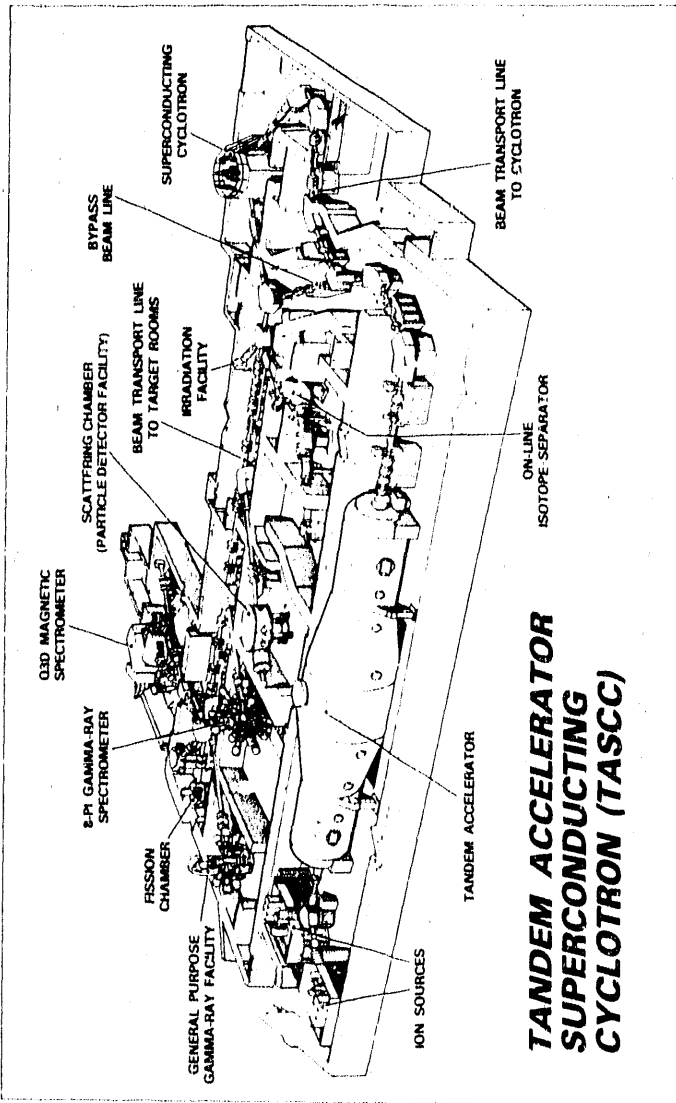 Q3D MAGNETIC
SPECTROMETER
8-PI GAMMA-RAY
SPECTROMETER
FISSION
CHAMBER
GENERAL PURPOSE
GAMMA-RAY FACILITY
SCATTERING CHAMBER
(PARTICLE DETECTOR FACILITY)
BEAM TRANSPORT LINE
TO TARGET ROOMS
IRRADIATION
FACILITY
BYPASS
BEAM LINE
SUPERCONDUCTING
CYCLOTRON
ION SOURCES
TANDEM ACCELERATOR
ON-LINE
ISOTOPE SEPARATOR
BEAM TRANSPORT LINE
TO CYCLOTRON
TANDEM ACCELERATOR
SUPERCONDUCTING
CYCLOTRON (TASCC)